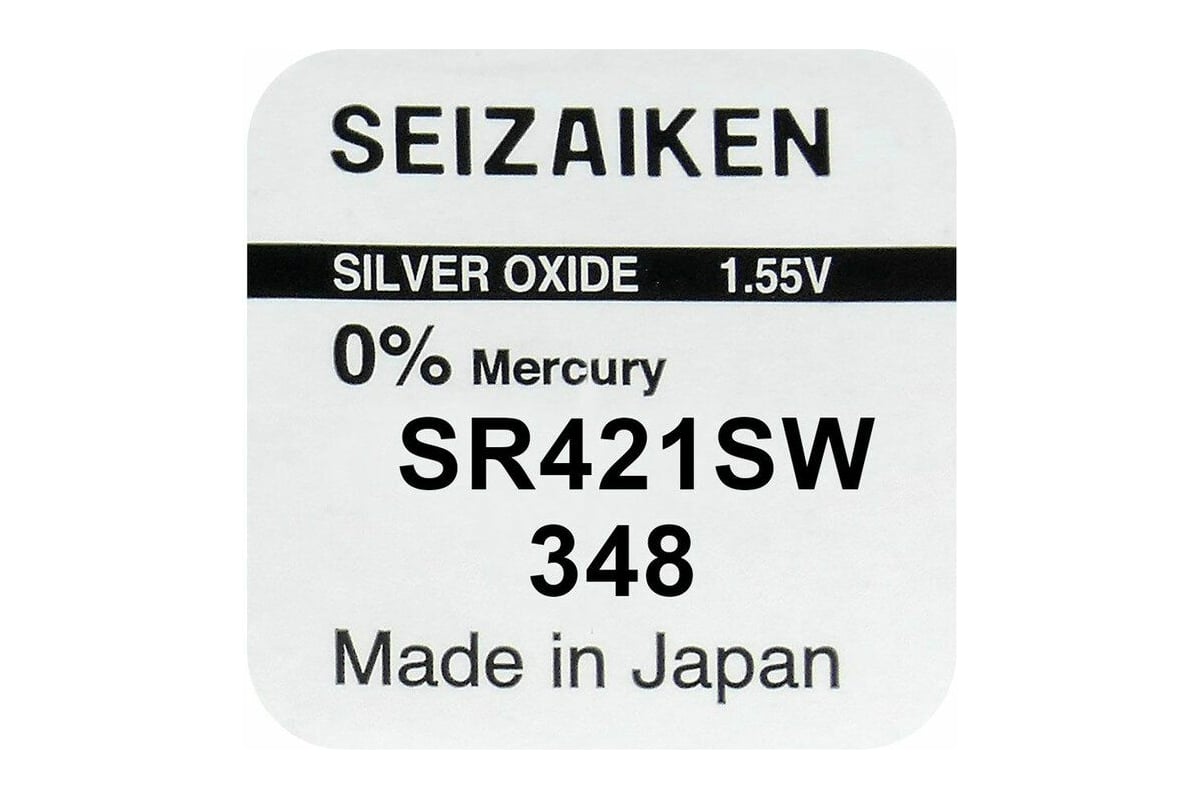 SEIZAIKEN
SILVER OXIDE 1.55V
0% Mercury
SR421SW
348
Made in Japan